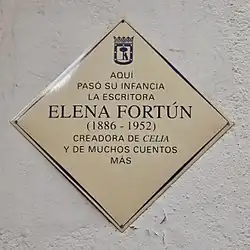 AQUÍ
PASÓ SU INFANCIA
LA ESCRITORA
ELENA FORTÚN
(1886 - 1952)
CREADORA DE CELIA
Y DE MUCHOS CUENTOS
MÁS